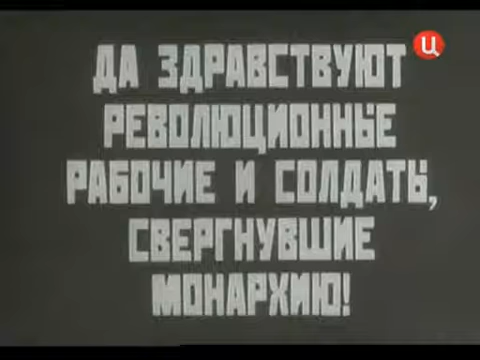 ДА ЗДРАВСТВУЮТ
РЕВОЛЮЦИОННЫЕ
РАБОЧИЕ И СОЛДАТЫ,
СВЕРГНУВШИЕ
МОНАРХИЮ!
Ц